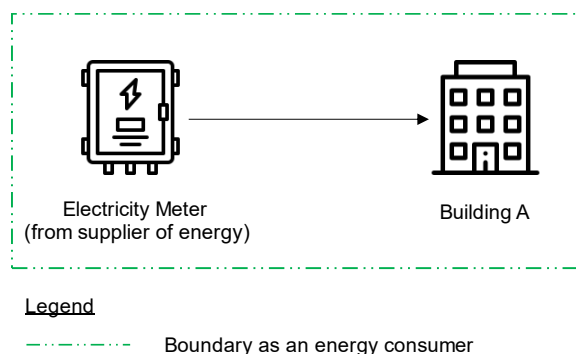 Electricity Meter
(from supplier of energy)
Building A
Legend
Boundary as an energy consumer